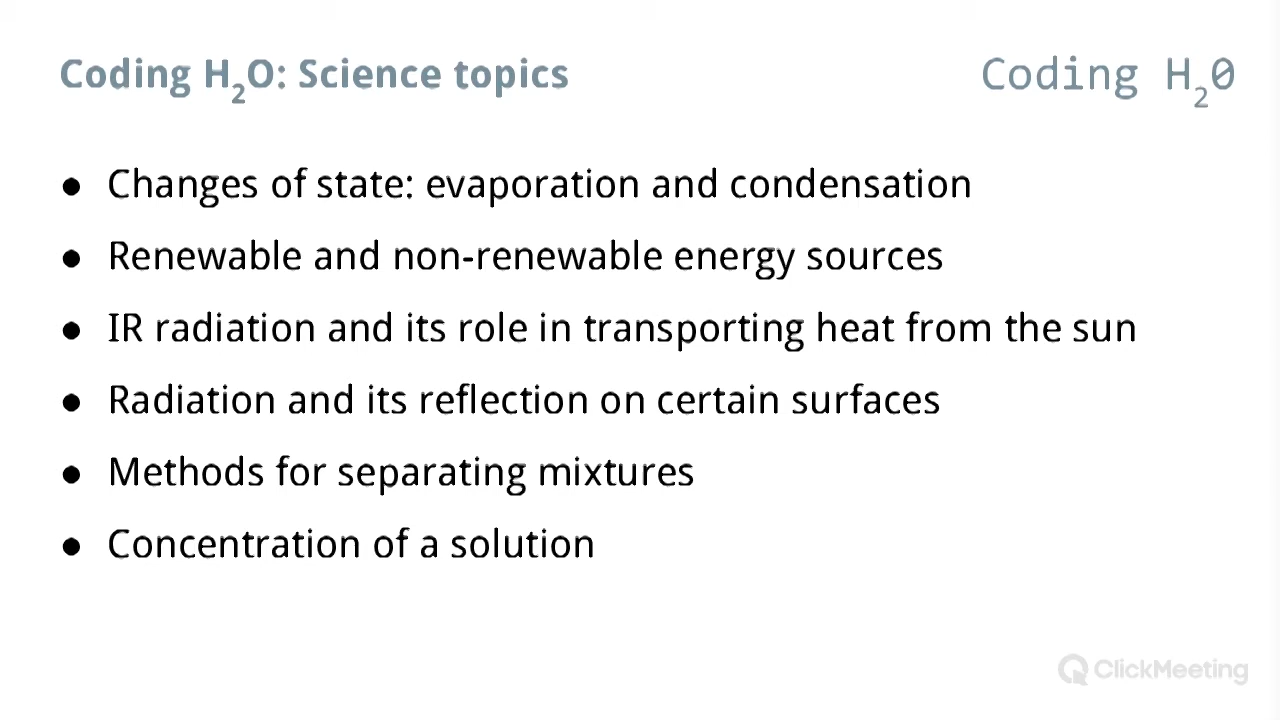 Coding H₂O: Science topics
Coding H₂0
● Changes of state: evaporation and condensation
● Renewable and non-renewable energy sources
● IR radiation and its role in transporting heat from the sun
● Radiation and its reflection on certain surfaces
● Methods for separating mixtures
● Concentration of a solution
ClickMeeting